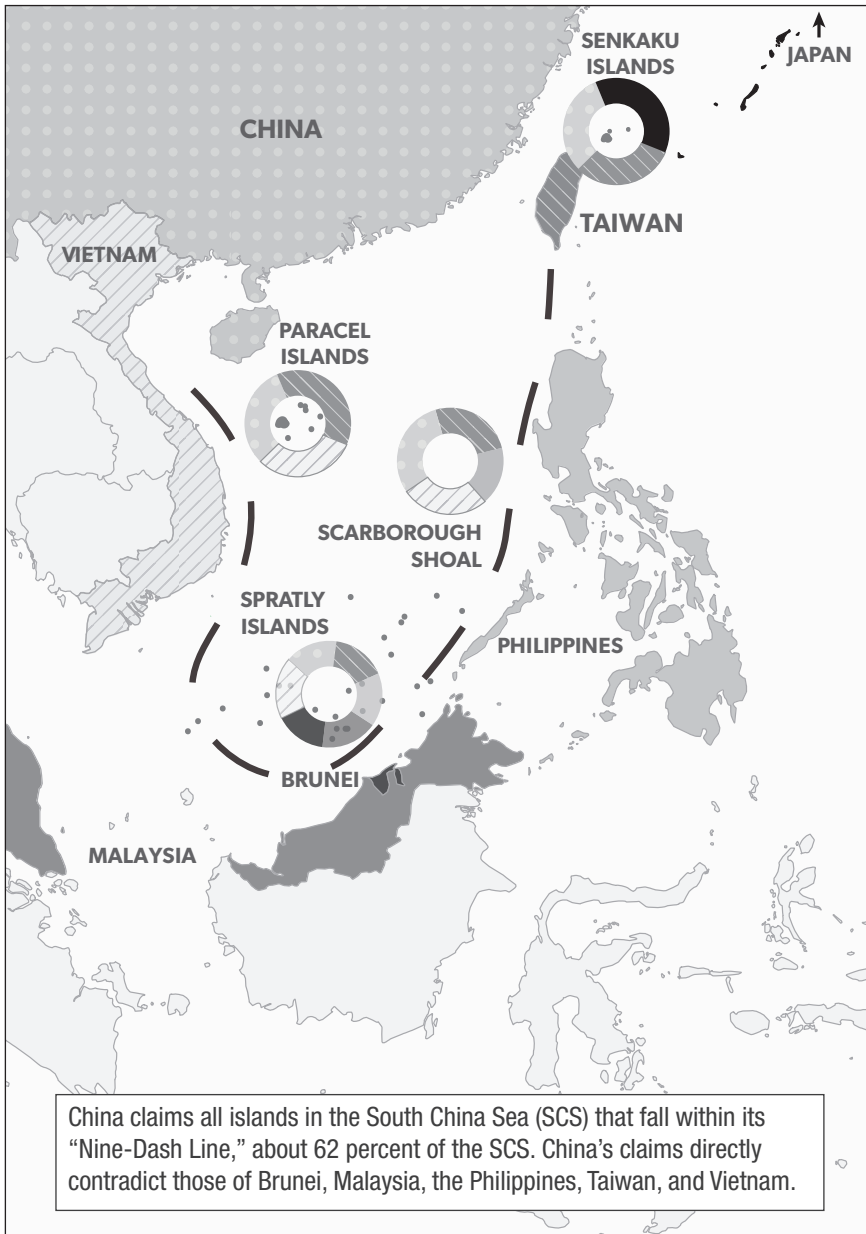 SENKAKU
ISLANDS
JAPAN
CHINA
TAIWAN
VIETNAM
PARACEL
ISLANDS
SCARBOROUGH
SHOAL
SPRATLY
ISLANDS
PHILIPPINES
BRUNEI
MALAYSIA
China claims all islands in the South China Sea (SCS) that fall within its
“Nine-Dash Line,” about 62 percent of the SCS. China’s claims directly
contradict those of Brunei, Malaysia, the Philippines, Taiwan, and Vietnam.